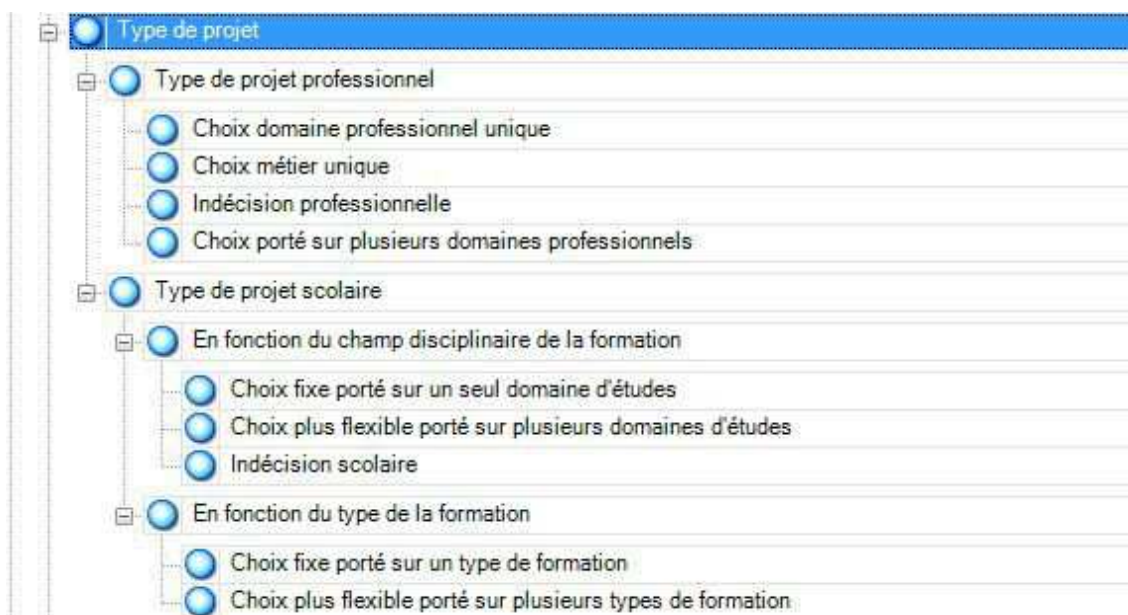 Type de projet
Type de projet professionnel
Choix domaine professionnel unique
Choix métier unique
Indécision professionnelle
Choix porté sur plusieurs domaines professionnels
Type de projet scolaire
En fonction du champ disciplinaire de la formation
Choix fixe porté sur un seul domaine d'études
Choix plus flexible porté sur plusieurs domaines d'études
Indécision scolaire
En fonction du type de la formation
Choix fixe porté sur un type de formation
Choix plus flexible porté sur plusieurs types de formation